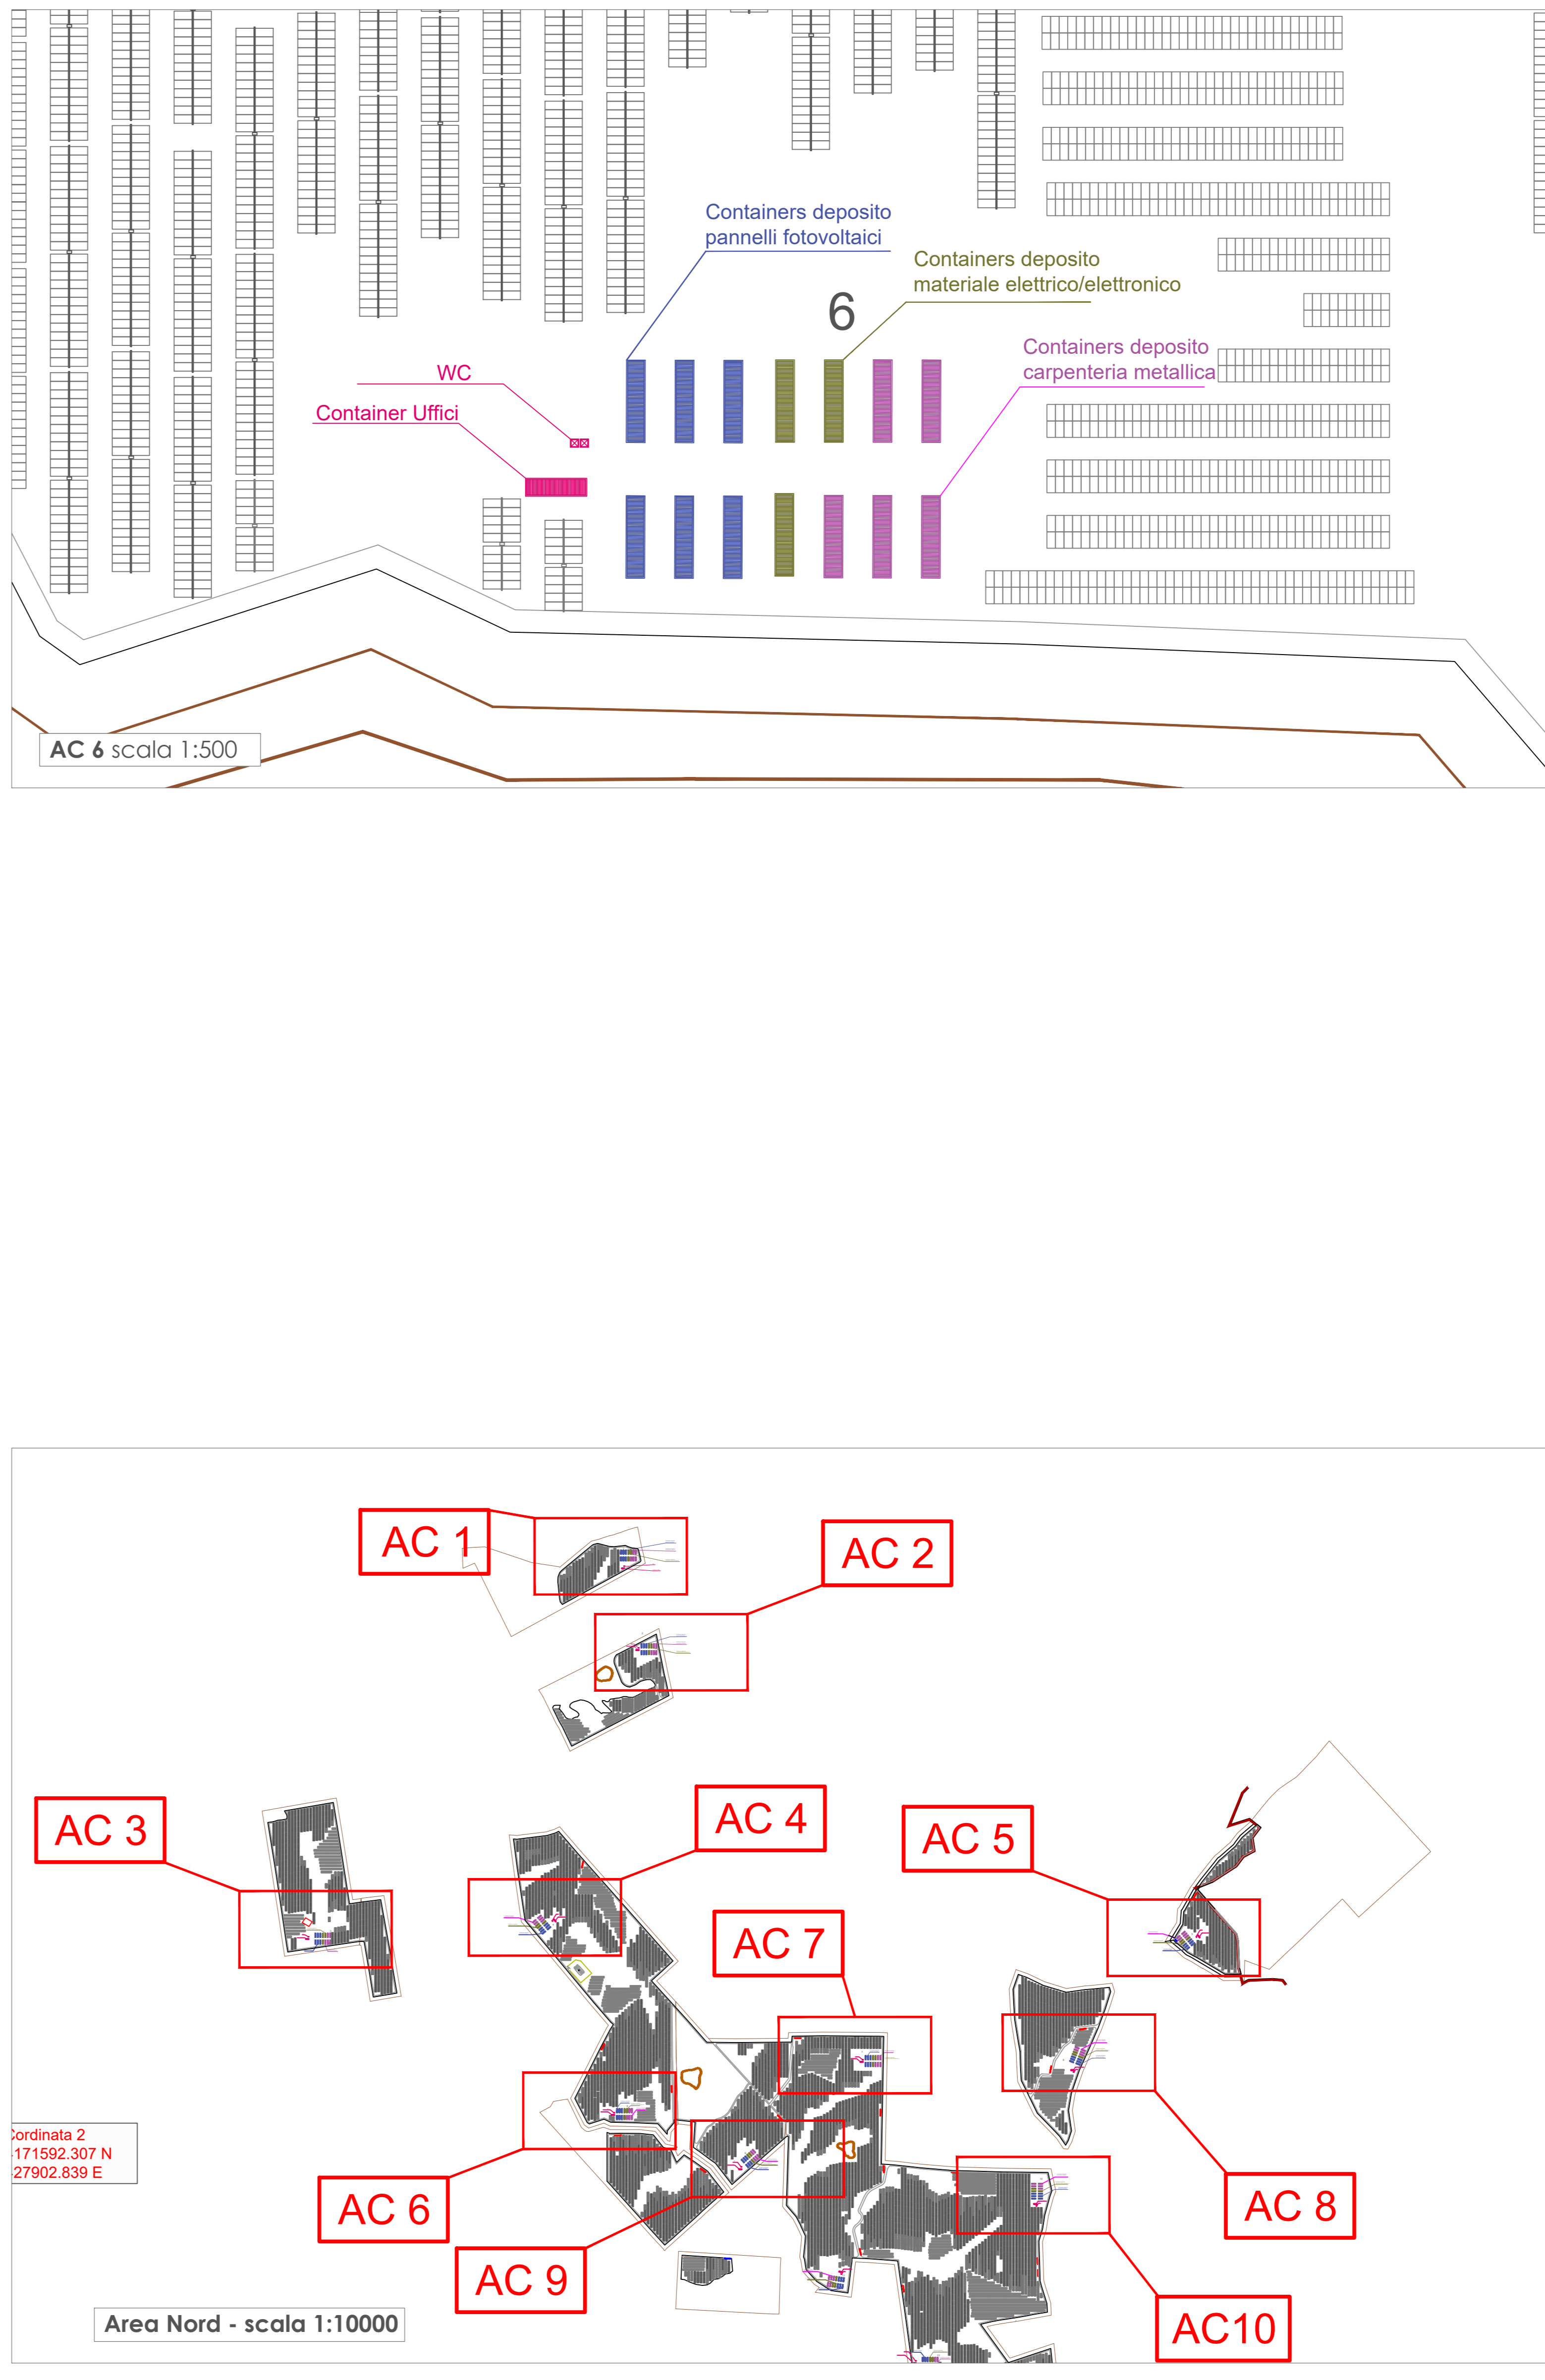 Containers deposito
pannelli fotovoltaici
Containers deposito
materiale elettrico/elettronico
6
Containers deposito
carpenteria metallica
WC
Container Uffici
AC 6 scala 1:500
AC 1
AC 2
AC 3
AC 4
AC 5
AC 7
Cordinata 2
171592.307 N
27902.839 E
AC 6
AC 8
AC 9
AC10
Area Nord - scala 1:10000